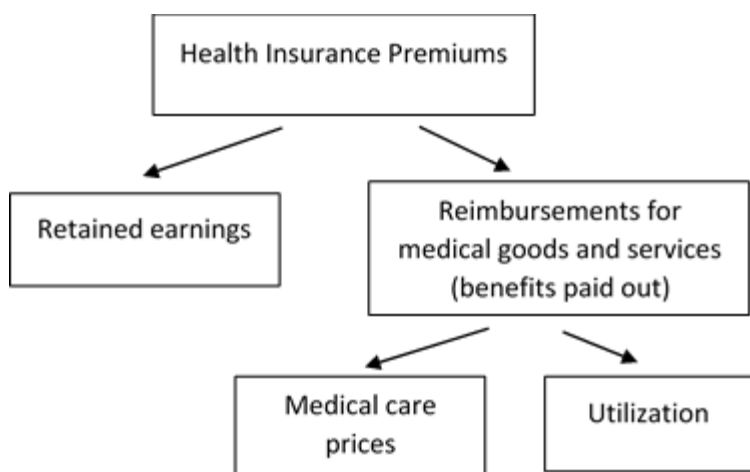 Health Insurance Premiums
Retained earnings
Reimbursements for
medical goods and services
(benefits paid out)
Medical care
prices
Utilization